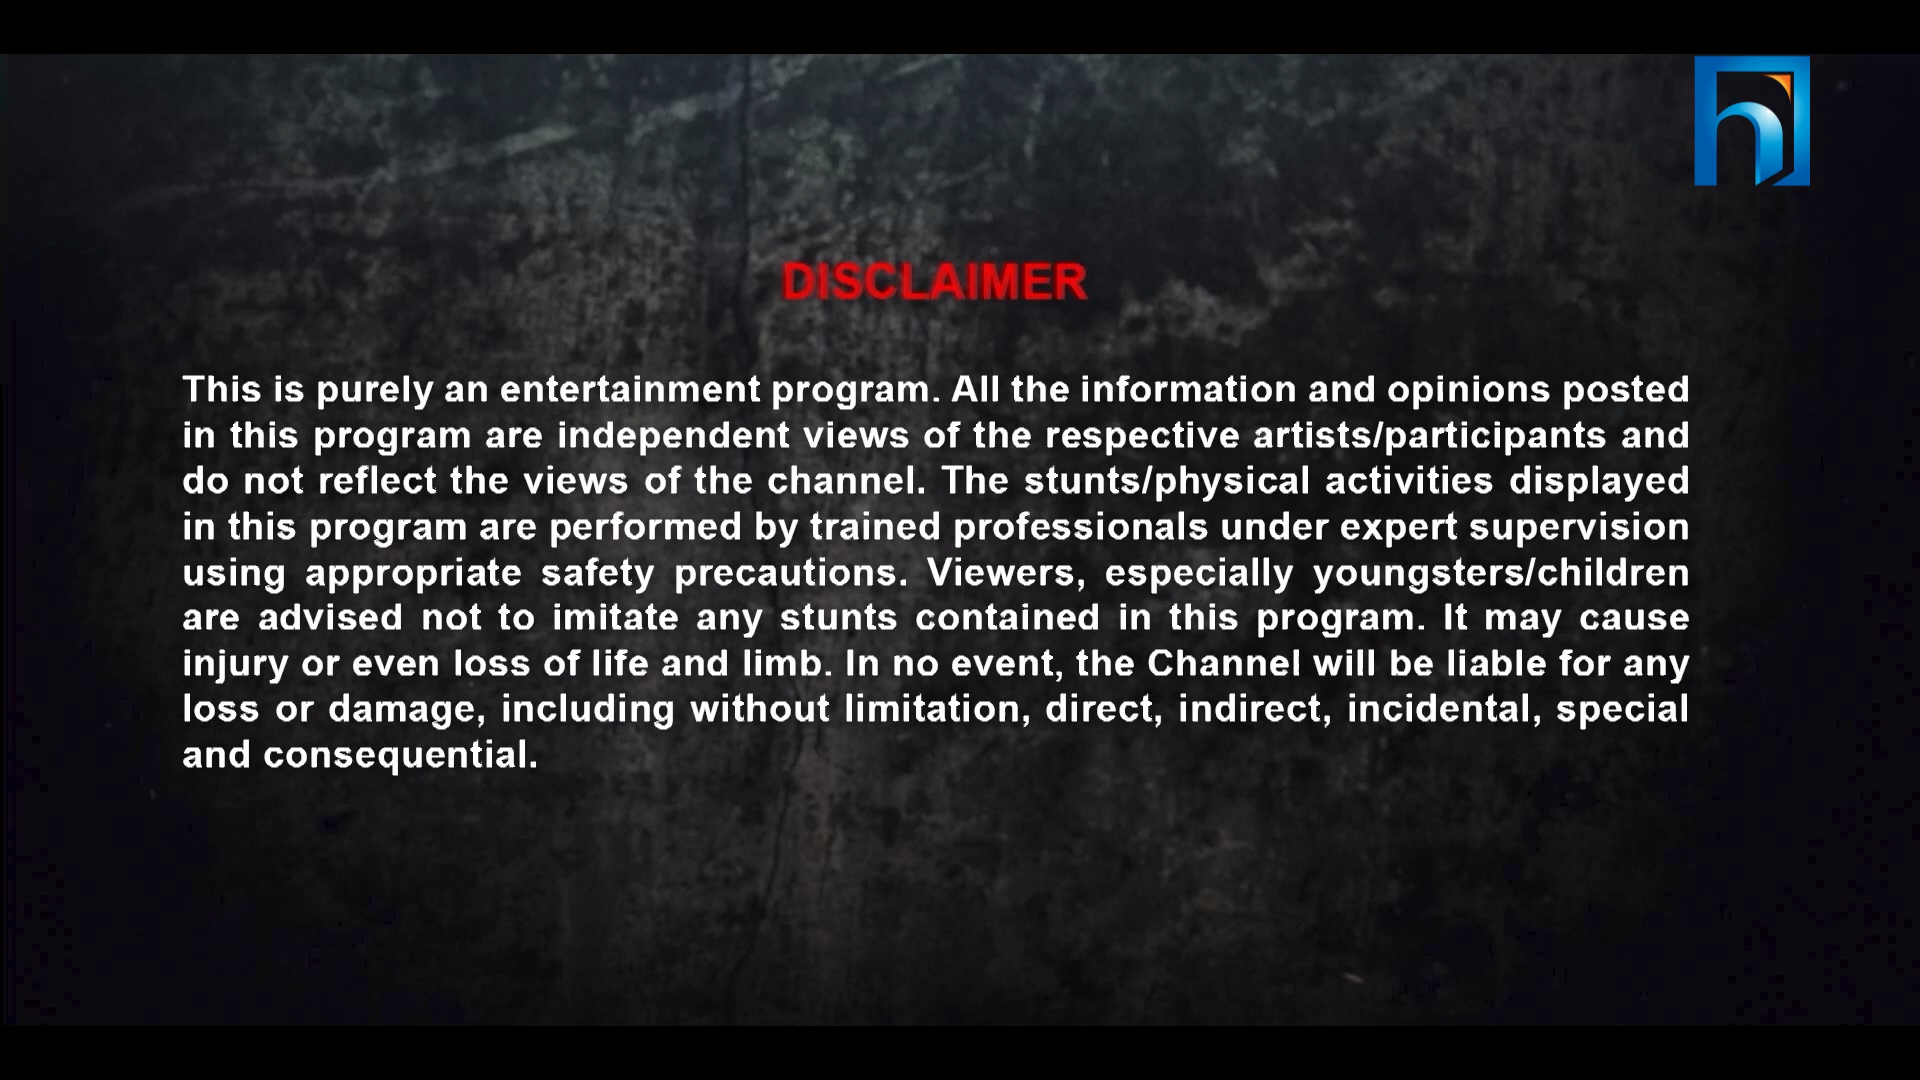 DISCLAIMER
This is purely an entertainment program. All the information and opinions posted
in this program are independent views of the respective artists/participants and
do not reflect the views of the channel. The stunts/physical activities displayed
in this program are performed by trained professionals under expert supervision
using appropriate safety precautions. Viewers, especially youngsters/children
are advised not to imitate any stunts contained in this program. It may cause
injury or even loss of life and limb. In no event, the Channel will be liable for any
loss or damage, including without limitation, direct, indirect, incidental, special
and consequential.